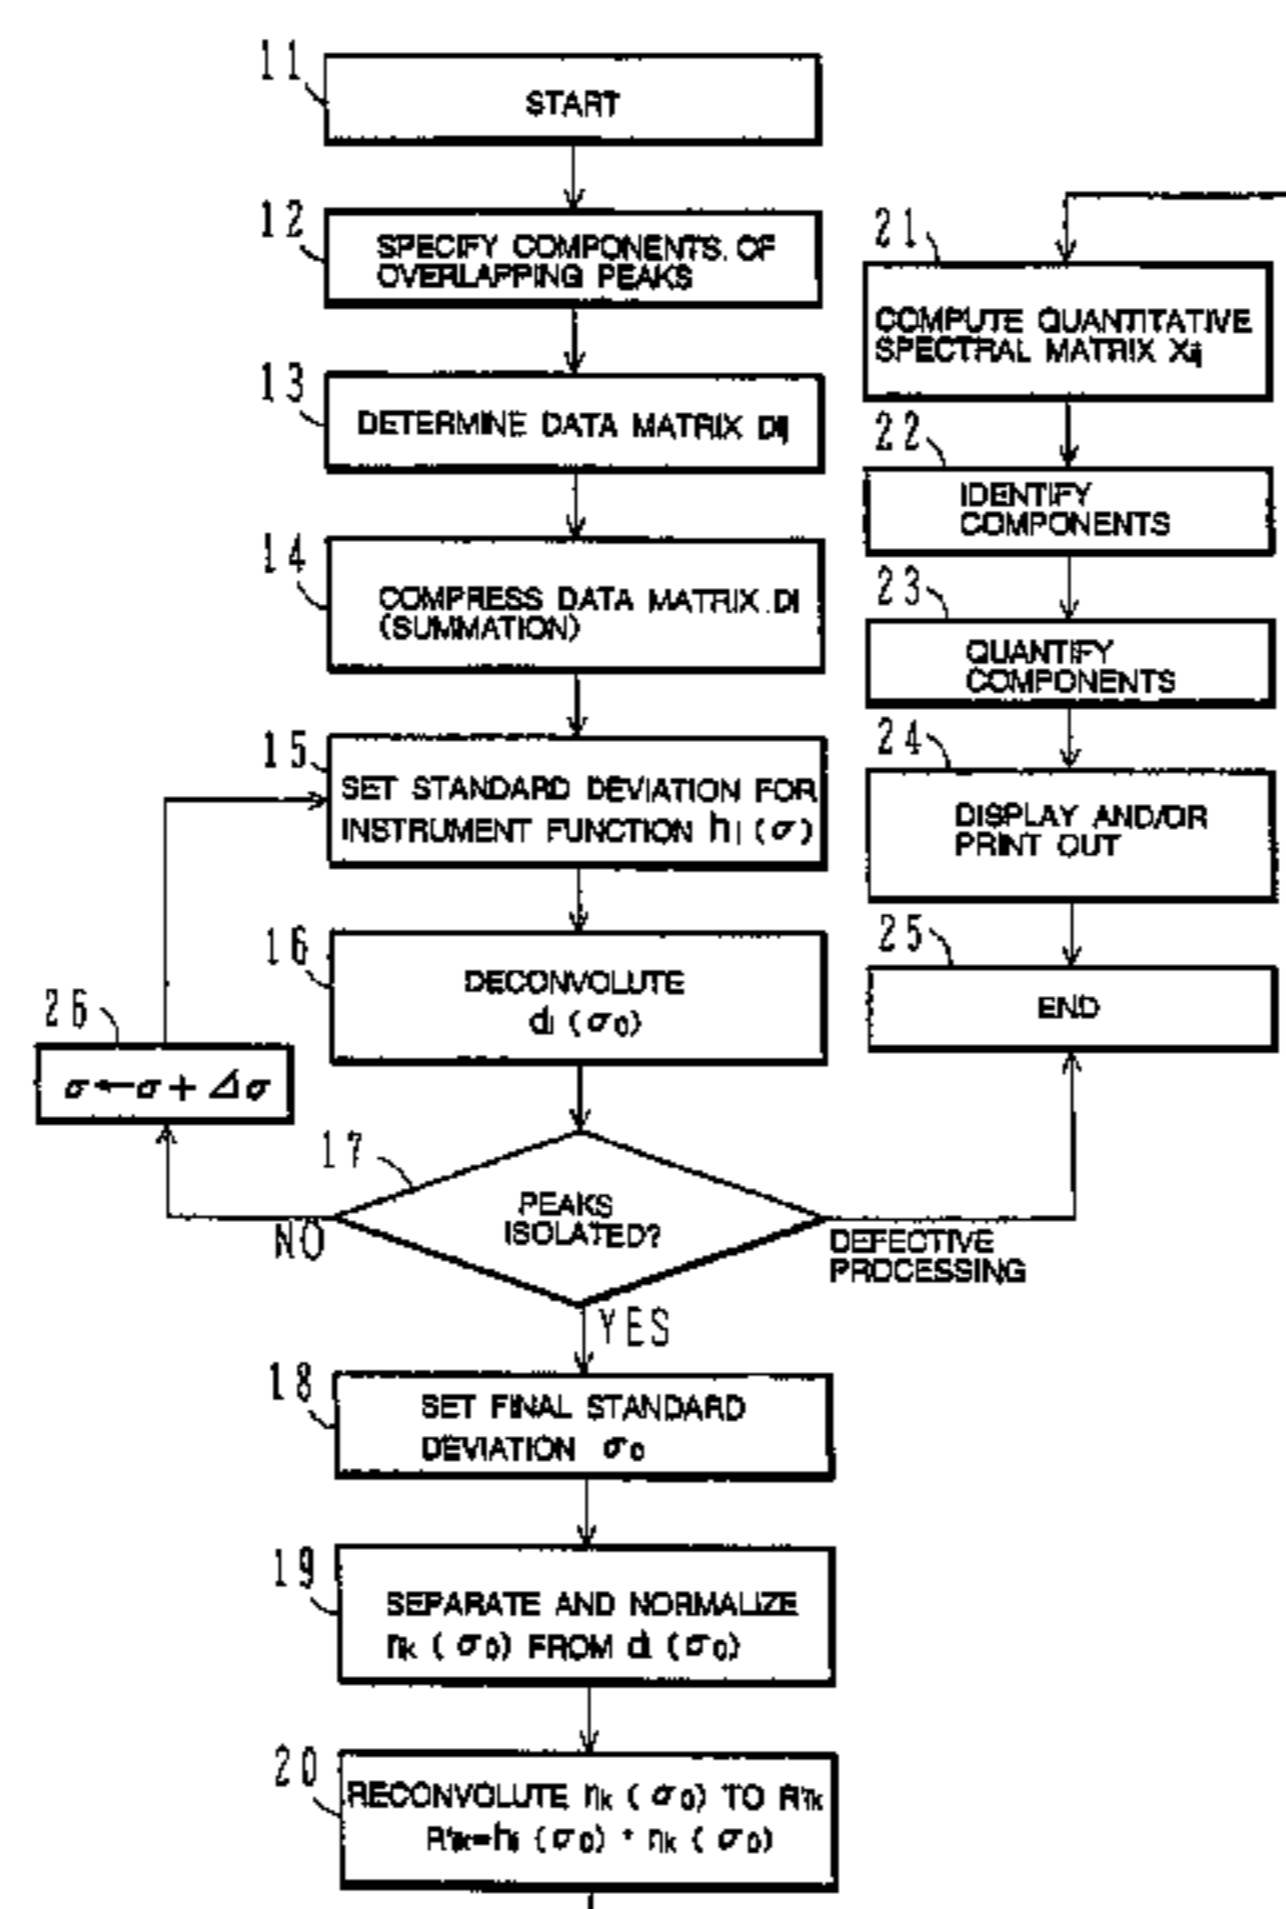 11
START
12
SPECIFY COMPONENTS OF
OVERLAPPING PEAKS
13
DETERMINE DATA MATRIX Dij
14
COMPRESS DATA MATRIX Di
(SUMMATION)
15
SET STANDARD DEVIATION FOR
INSTRUMENT FUNCTION hi (σ)
16
DECONVOLUTE
di (σ0)
26
σ←σ+Δσ
17
PEAKS
ISOLATED?
NO
DEFECTIVE
PROCESSING
YES
18
SET FINAL STANDARD
DEVIATION σ0
19
SEPARATE AND NORMALIZE
rik (σ0) FROM di (σ0)
20
RECONVOLUTE rik (σ0) TO R'ik
R'ik=hi (σ0) * rik (σ0)
21
COMPUTE QUANTITATIVE
SPECTRAL MATRIX Xij
22
IDENTIFY
COMPONENTS
23
QUANTIFY
COMPONENTS
24
DISPLAY AND/OR
PRINT OUT
25
END